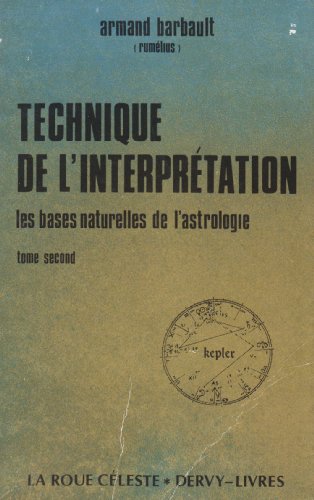 armand barbault
(rumélius)
TECHNIQUE
DE L'INTERPRÉTATION
les bases naturelles de l'astrologie
tome second
kepler
LA ROUE CÉLESTE * DERVY–LIVRES